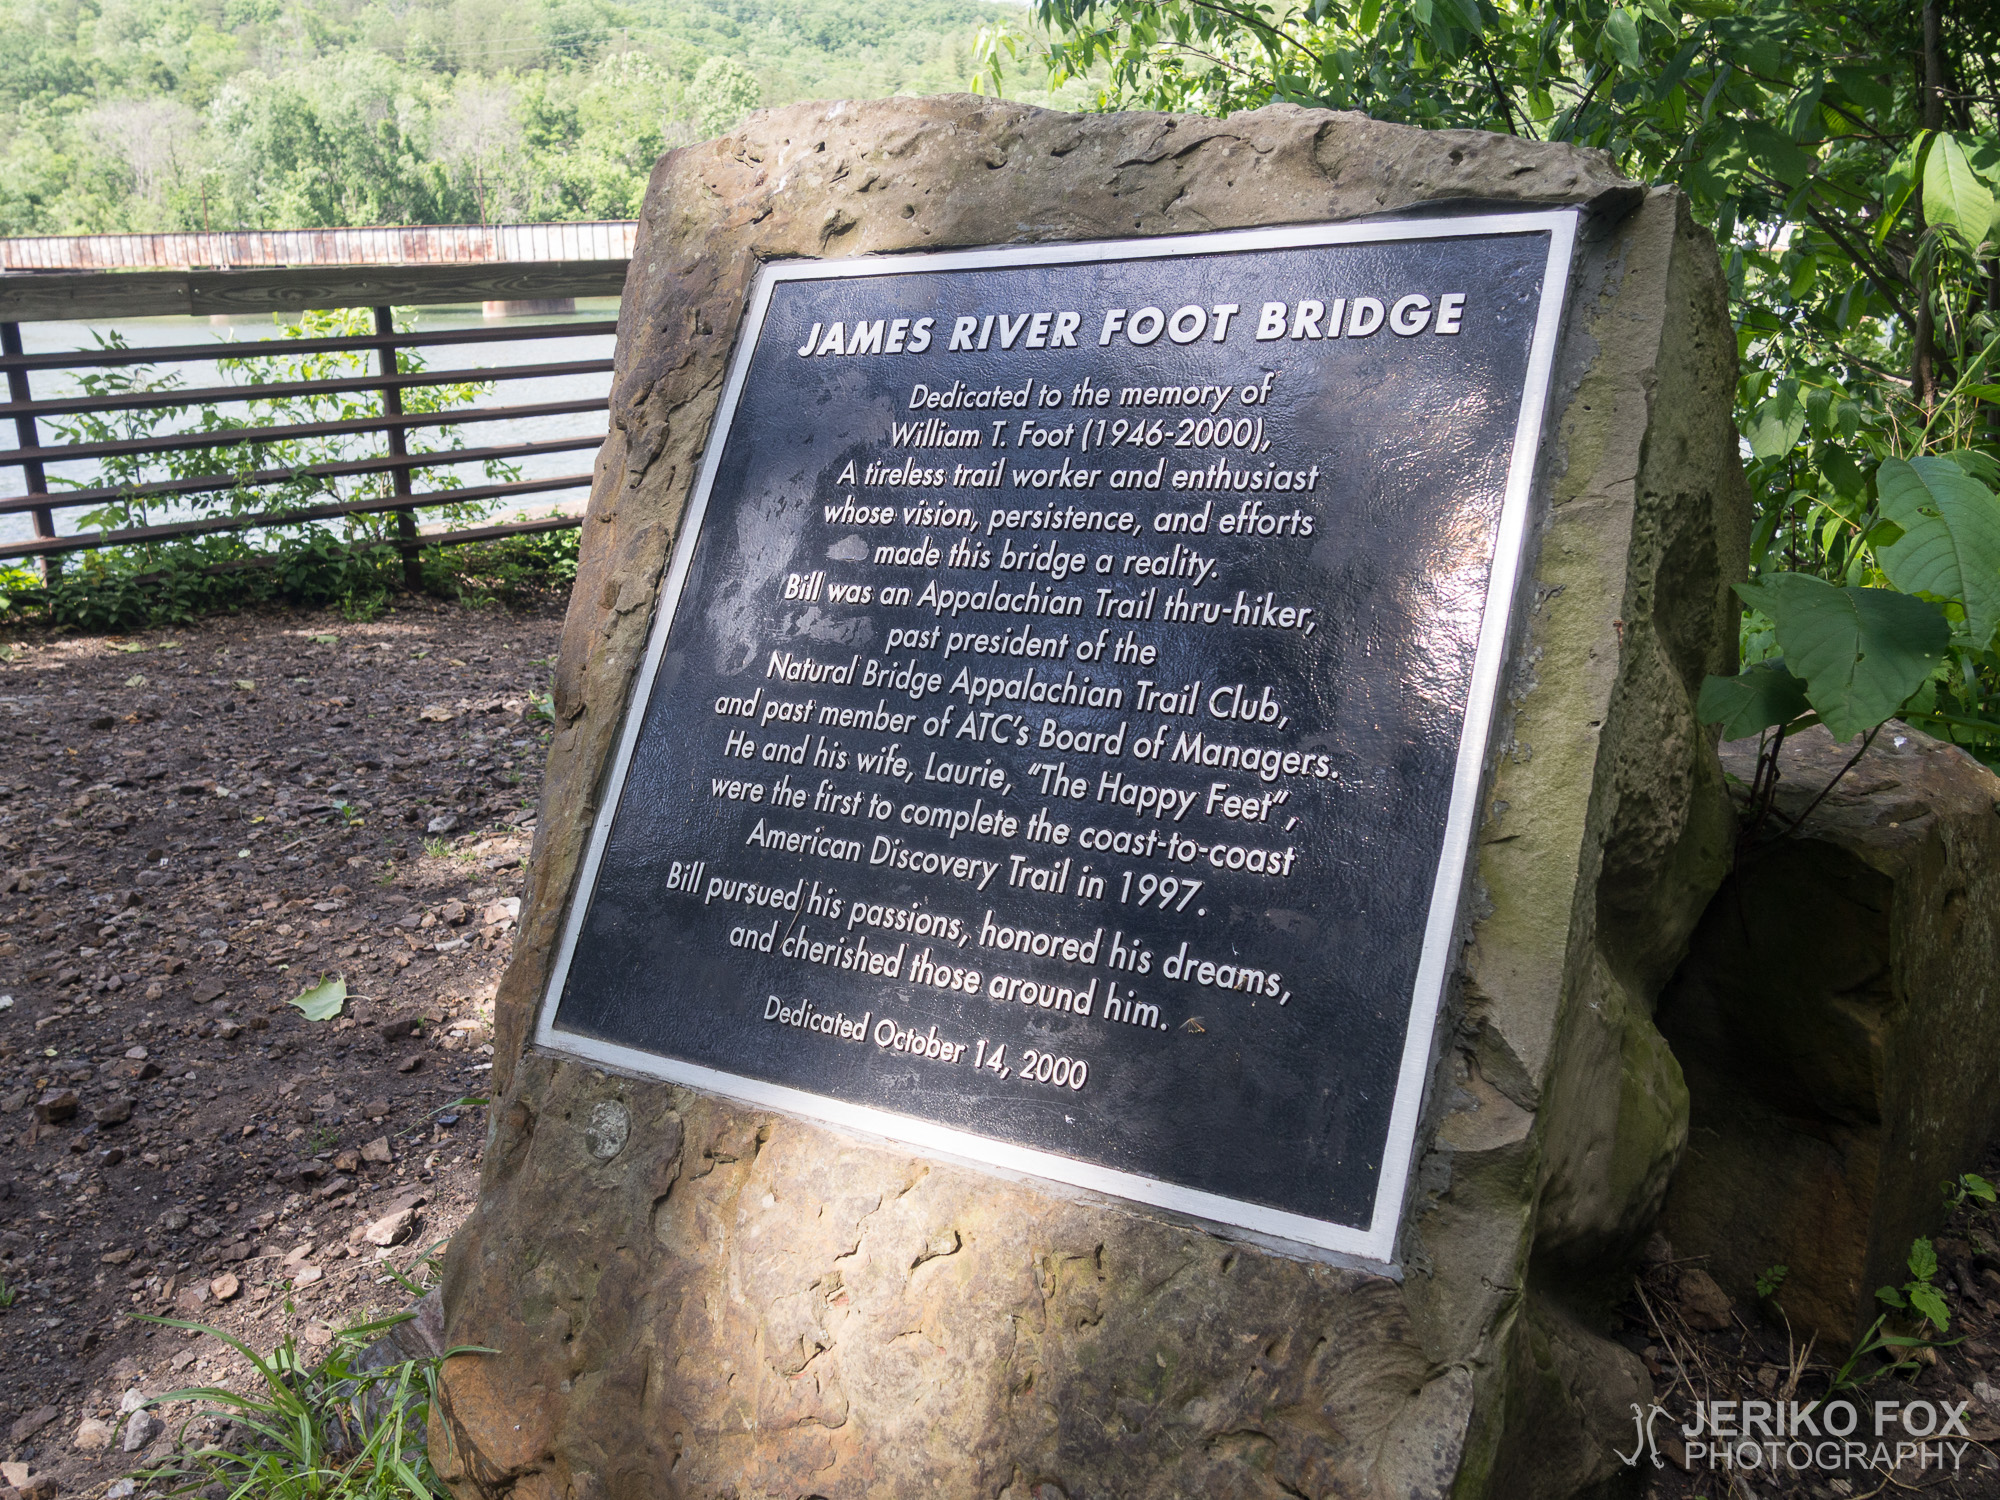 JAMES RIVER FOOT BRIDGE
Dedicated to the memory of
William T. Foot (1946-2000),
A tireless trail worker and enthusiast
whose vision, persistence, and efforts
made this bridge a reality.
Bill was an Appalachian Trail thru-hiker,
past president of the
Natural Bridge Appalachian Trail Club,
and past member of ATC's Board of Managers.
He and his wife, Laurie, "The Happy Feet",
were the first to complete the coast-to-coast
American Discovery Trail in 1997.
Bill pursued his passions, honored his dreams,
and cherished those around him.
Dedicated October 14, 2000
JERIKO FOX
PHOTOGRAPHY